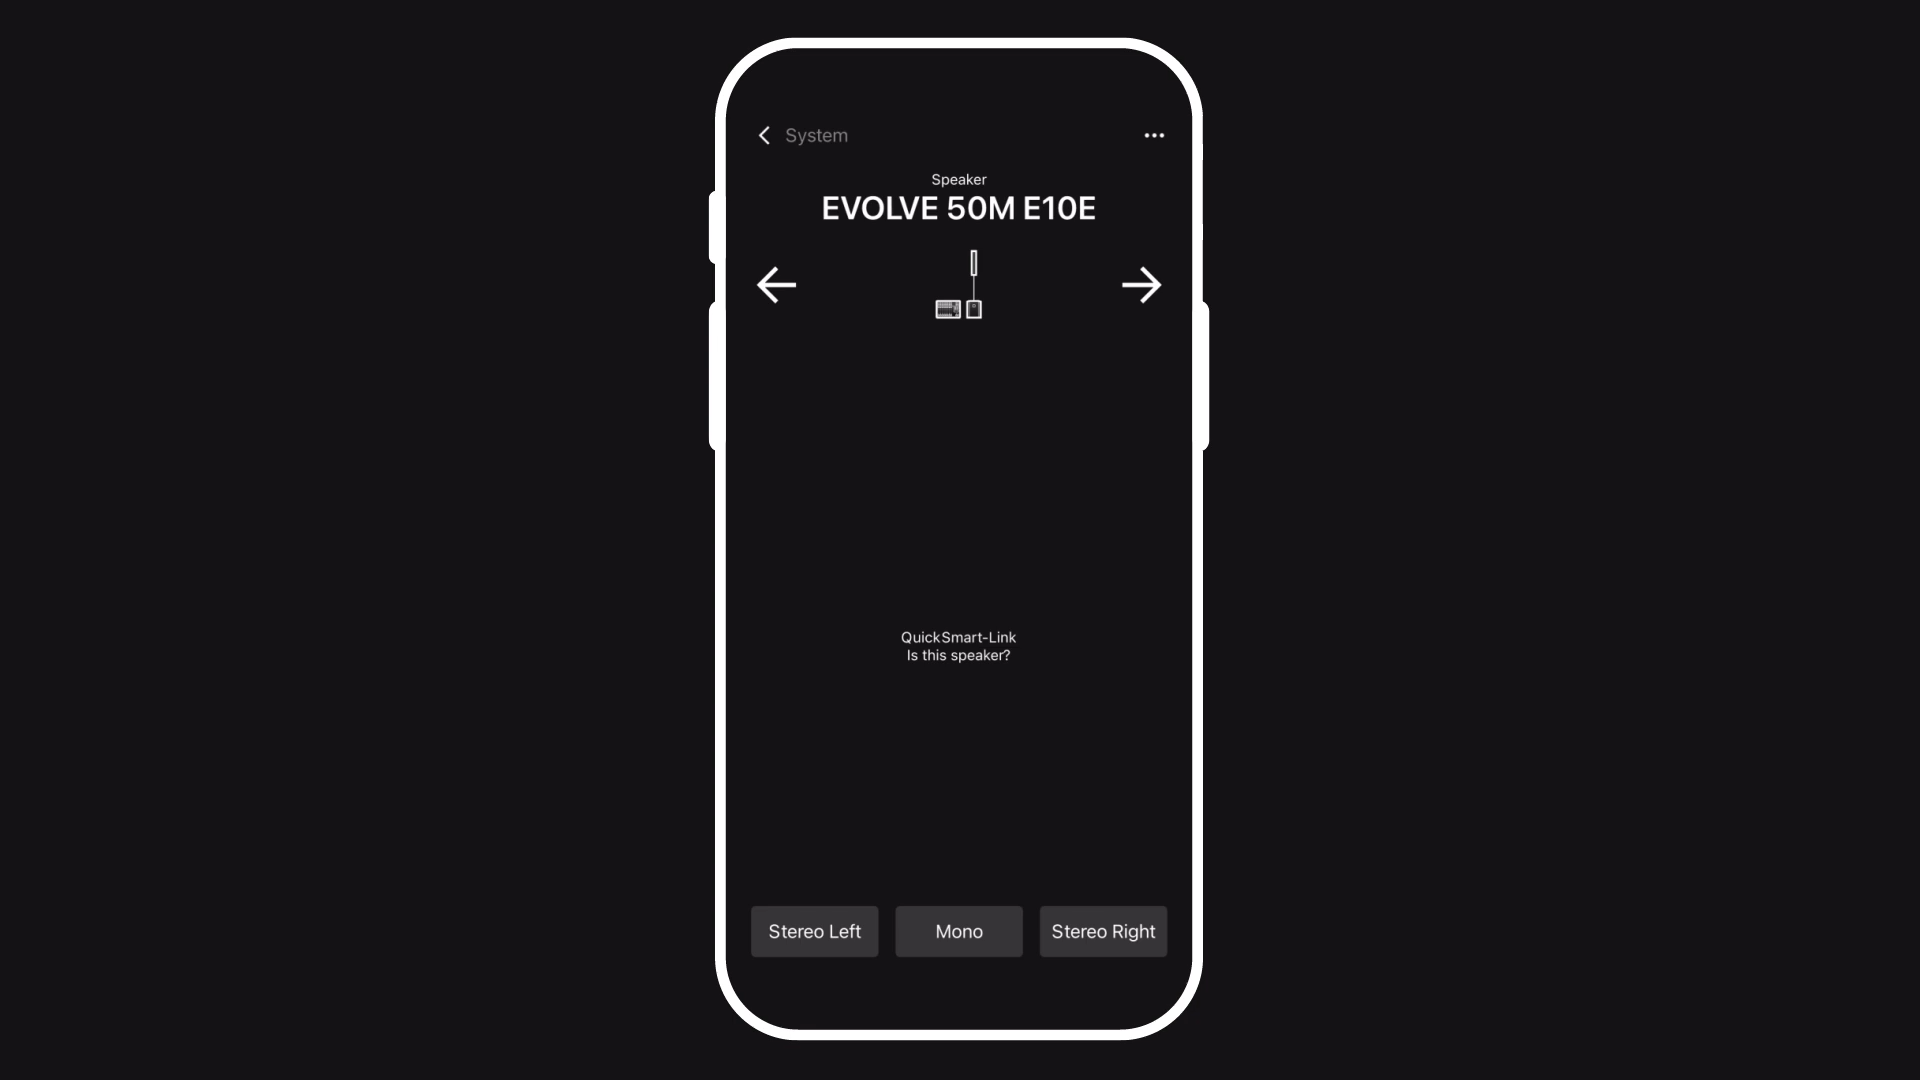 System
Speaker
EVOLVE 50M E10E
QuickSmart-Link
Is this speaker?
Stereo Left
Mono
Stereo Right